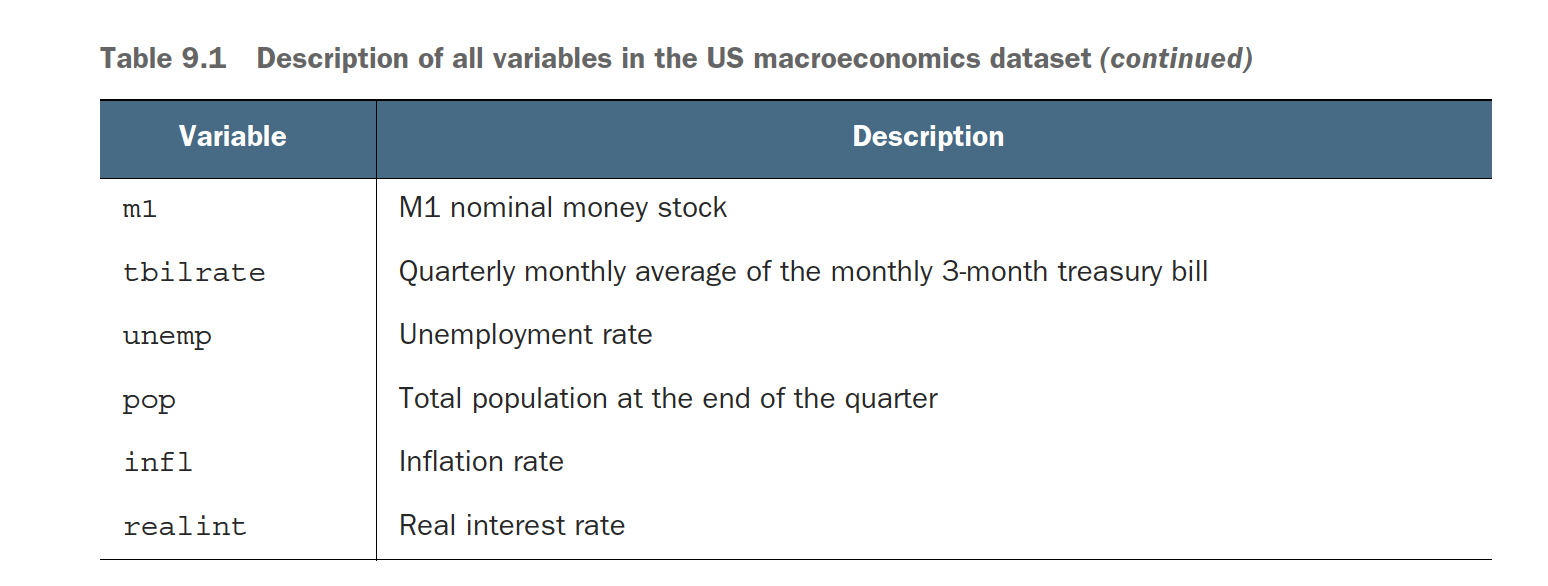 Table 9.1 Description of all variables in the US macroeconomics dataset (continued)
Variable Description
m1 M1 nominal money stock
tbilrate Quarterly monthly average of the monthly 3-month treasury bill
unemp Unemployment rate
pop Total population at the end of the quarter
infl Inflation rate
realint Real interest rate